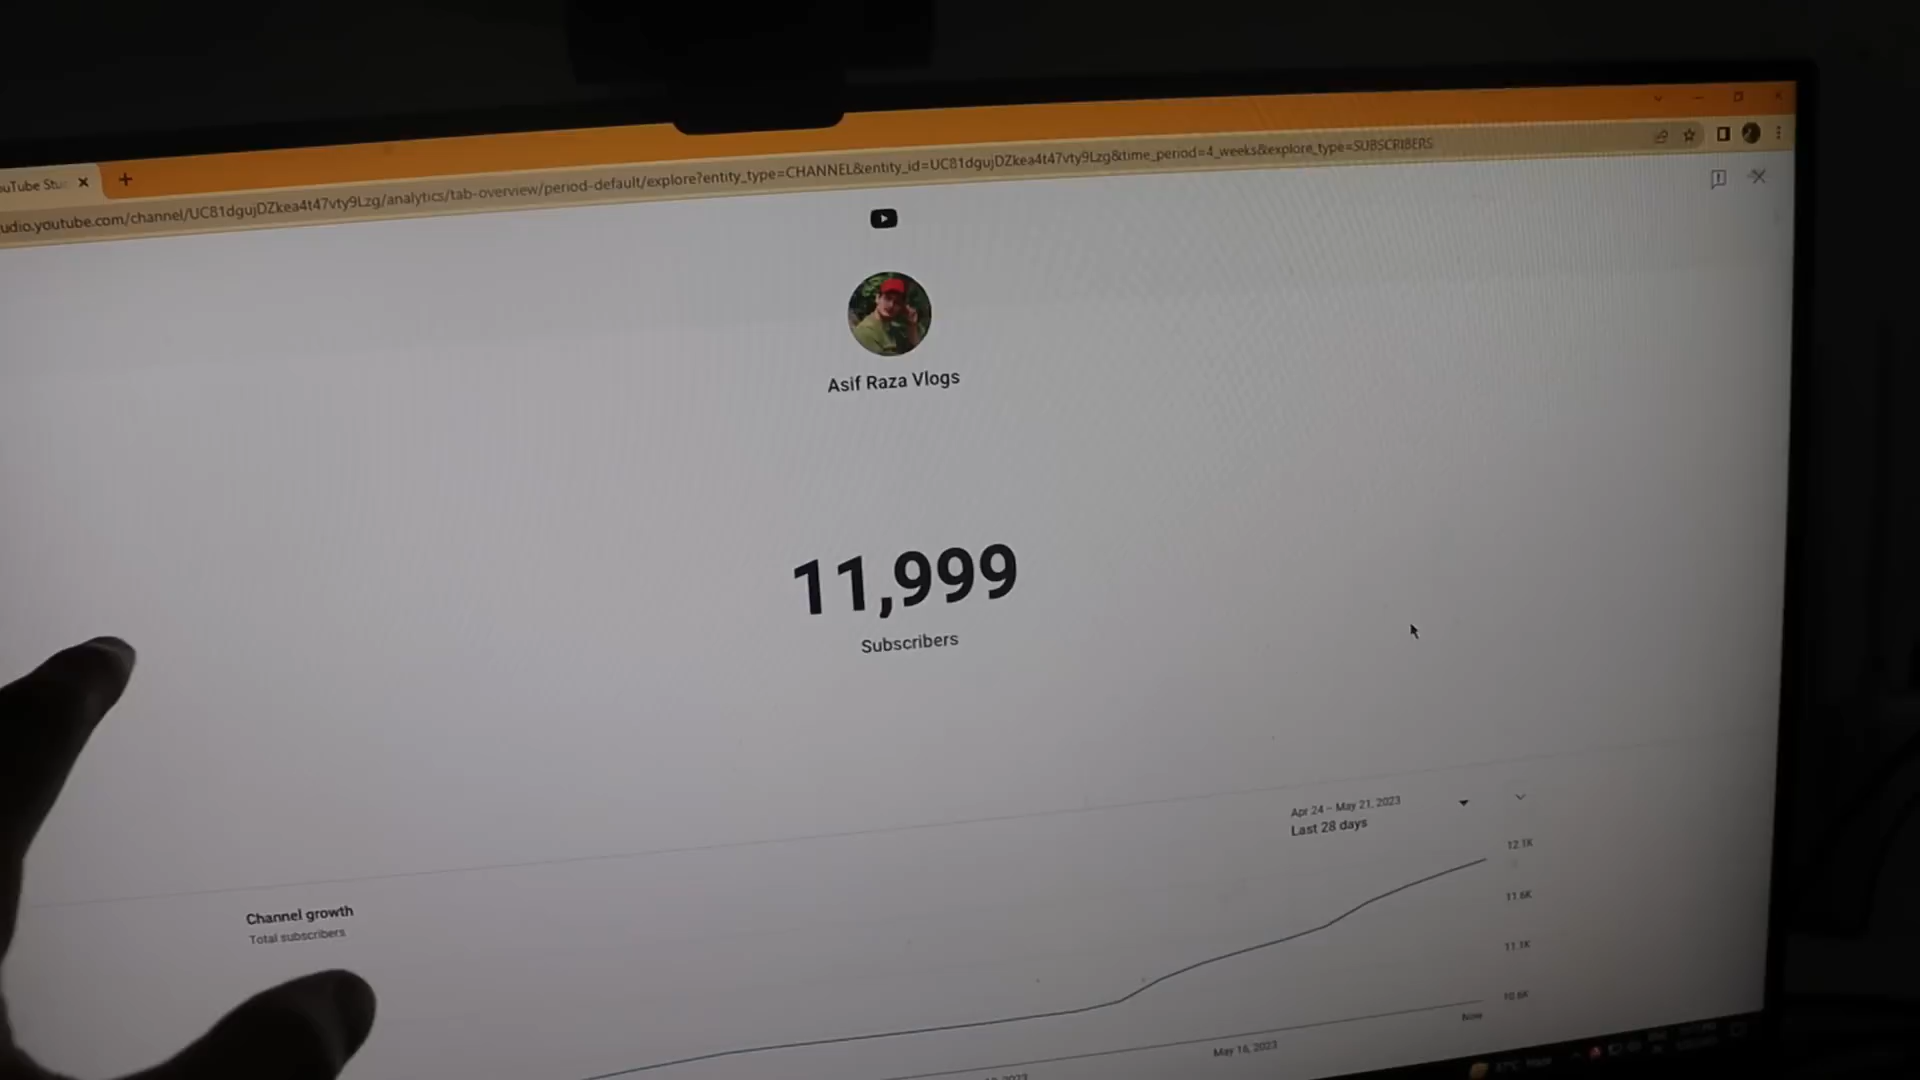 uTube Stu
udio.youtube.com/channel/UC81dgujDZkea4t47vty9Lzg/analytics/tab-overview/period-default/explore?entity_type=CHANNEL&entity_id=UC81dgujDZkea4t47vty9Lzg&time_period=4_weeks&explore_type=SUBSCRIBERS
Asif Raza Vlogs
11,999
Subscribers
Apr 24 – May 21, 2023
Last 28 days
Channel growth
Total subscribers
12.1K
11.6K
11.1K
10.6K
May 16, 2023
Now
2023